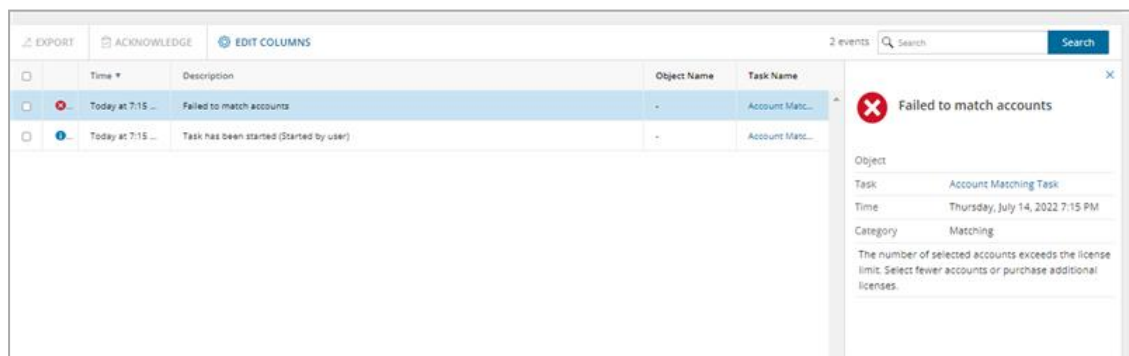 EXPORT ACKNOWLEDGE EDIT COLUMNS 2 events Search Search
Time Description Object Name Task Name
Today at 7:15 ... Failed to match accounts - Account Matc...
Today at 7:15 ... Task has been started (Started by user) - Account Matc...
Failed to match accounts
Object
Task Account Matching Task
Time Thursday, July 14, 2022 7:15 PM
Category Matching
The number of selected accounts exceeds the license
limit. Select fewer accounts or purchase additional
licenses.